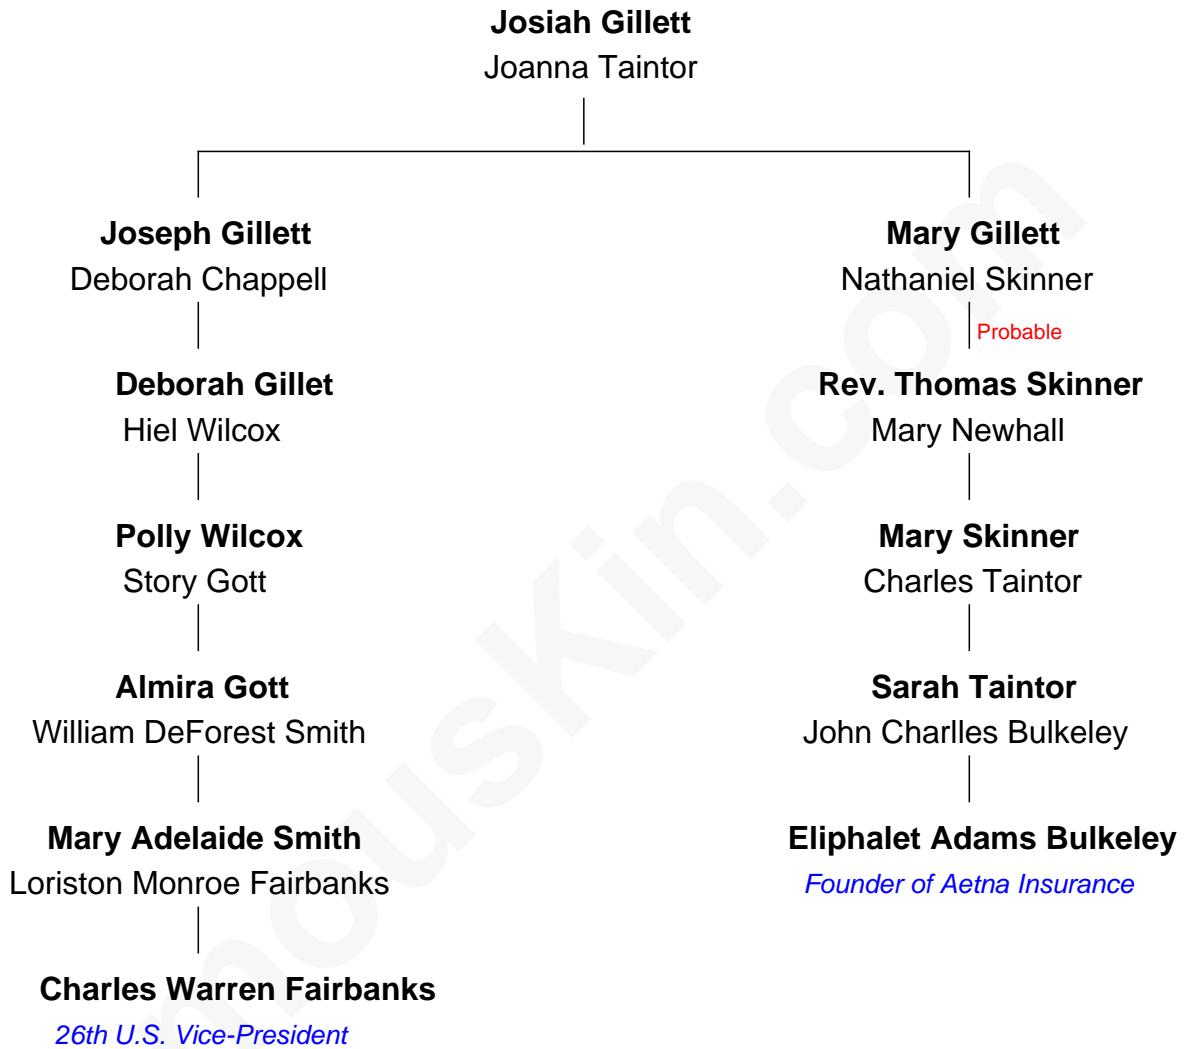 Josiah Gillett
Joanna Taintor
Joseph Gillett
Deborah Chappell
Mary Gillett
Nathaniel Skinner
Probable
Deborah Gillet
Hiel Wilcox
Rev. Thomas Skinner
Mary Newhall
Polly Wilcox
Story Gott
Mary Skinner
Charles Taintor
Almira Gott
William DeForest Smith
Sarah Taintor
John Charlles Bulkeley
Mary Adelaide Smith
Loriston Monroe Fairbanks
Eliphalet Adams Bulkeley
Founder of Aetna Insurance
Charles Warren Fairbanks
26th U.S. Vice-President
mousKin.com